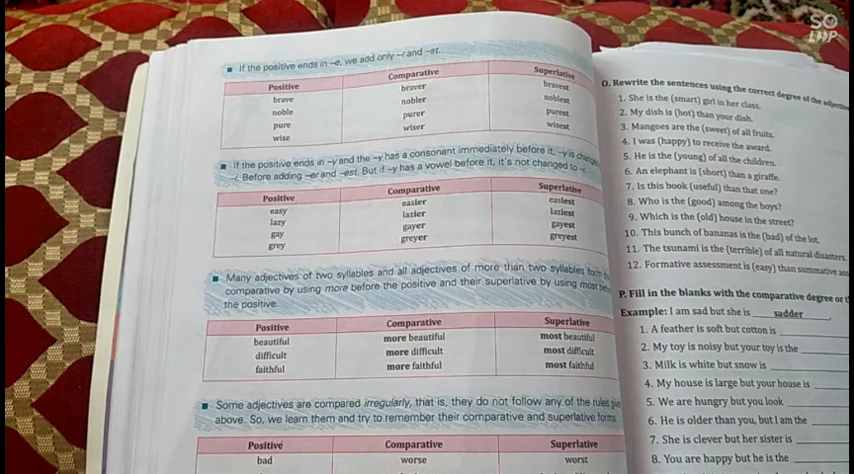 SO
LMP
■ If the positive ends in –e, we add only –r and –st.
Positive Comparative Superlative
brave braver bravest
noble nobler noblest
pure purer purest
wise wiser wisest
■ If the positive ends in –y and the –y has a consonant immediately before it, –y is
–i. Before adding –er and –est. But if –y has a vowel before it, it's not changed to
Positive Comparative Superlative
easy easier easiest
lazy lazier laziest
gay gayer gayest
grey greyer greyest
■ Many adjectives of two syllables and all adjectives of more than two syllables form
comparative by using more before the positive and their superlative by using most
the positive.
Positive Comparative Superlative
beautiful more beautiful most beautiful
difficult more difficult most difficult
faithful more faithful most faithful
■ Some adjectives are compared irregularly, that is, they do not follow any of the rules
above. So, we learn them and try to remember their comparative and superlative forms.
Positive Comparative Superlative
bad worse worst
O. Rewrite the sentences using the correct degree of the
1. She is the (smart) girl in her class.
2. My dish is (hot) than your dish.
3. Mangoes are the (sweet) of all fruits.
4. I was (happy) to receive the award.
5. He is the (young) of all the children.
6. An elephant is (short) than a giraffe.
7. Is this book (useful) than that one?
8. Who is the (good) among the boys?
9. Which is the (old) house in the street?
10. This bunch of bananas is the (bad) of the lot.
11. The tsunami is the (terrible) of all natural disasters.
12. Formative assessment is (easy) than summative
P. Fill in the blanks with the comparative degree or
Example: I am sad but she is sadder.
1. A feather is soft but cotton is
2. My toy is noisy but your toy is the
3. Milk is white but snow is
4. My house is large but your house is
5. We are hungry but you look
6. He is older than you, but I am the
7. She is clever but her sister is
8. You are happy but he is the